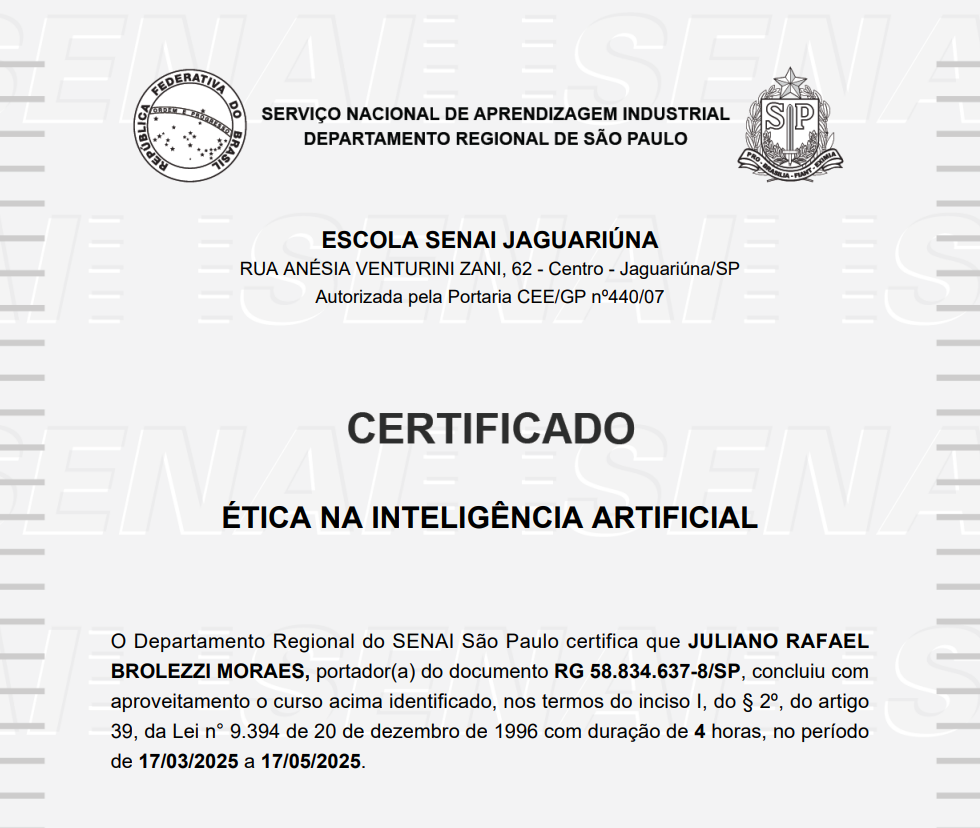 REPÚBLICA FEDERATIVA DO BRASIL
ORDEM E PROGRESSO
SERVIÇO NACIONAL DE APRENDIZAGEM INDUSTRIAL
DEPARTAMENTO REGIONAL DE SÃO PAULO
SP
PRO · BRASILIA · FIANT · EXIMIA
ESCOLA SENAI JAGUARIÚNA
RUA ANÉSIA VENTURINI ZANI, 62 - Centro - Jaguariúna/SP
Autorizada pela Portaria CEE/GP nº440/07
CERTIFICADO
ÉTICA NA INTELIGÊNCIA ARTIFICIAL
O Departamento Regional do SENAI São Paulo certifica que JULIANO RAFAEL
BROLEZZI MORAES, portador(a) do documento RG 58.834.637-8/SP, concluiu com
aproveitamento o curso acima identificado, nos termos do inciso I, do § 2º, do artigo
39, da Lei n° 9.394 de 20 de dezembro de 1996 com duração de 4 horas, no período
de 17/03/2025 a 17/05/2025.
SENAI